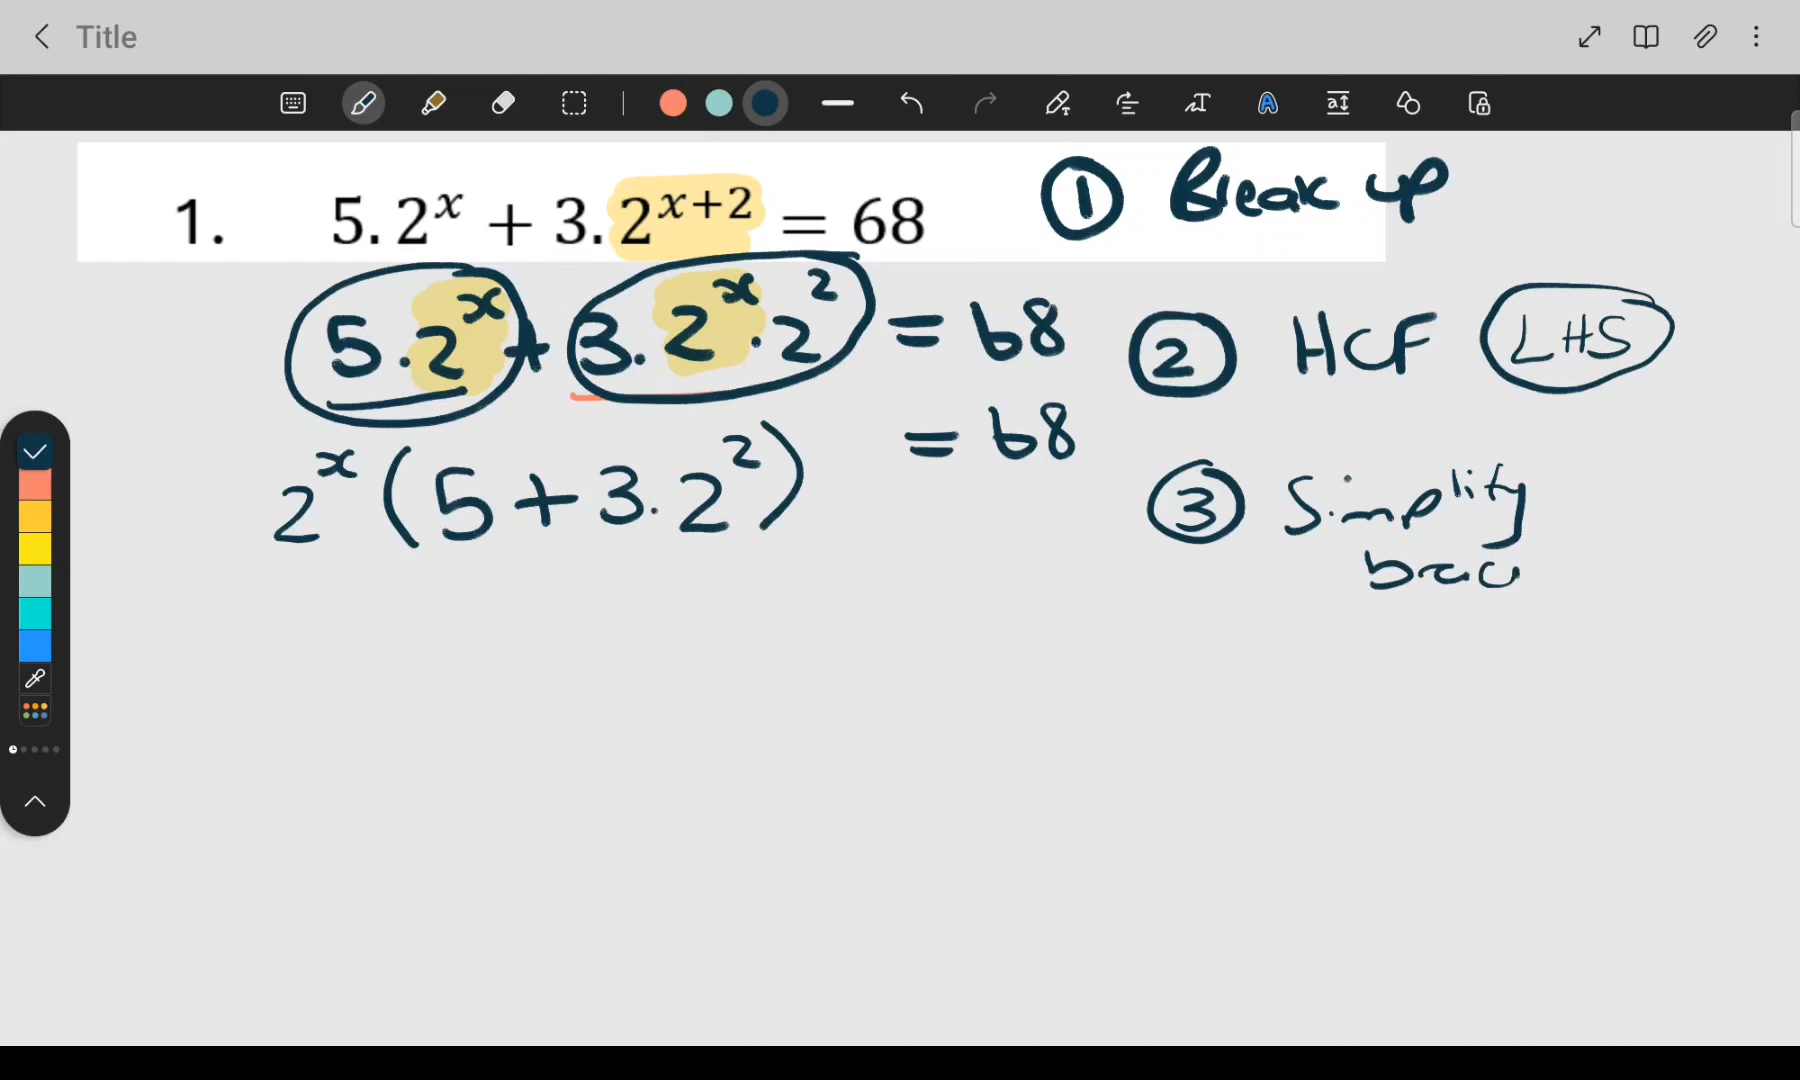 Title
1. 5. 2^x + 3. 2^{x+2} = 68
① Break up
5.2^x + 3.2^x.2^2 = 68
② HCF LHS
2^x (5 + 3.2^2) = 68
③ Simplify
brac